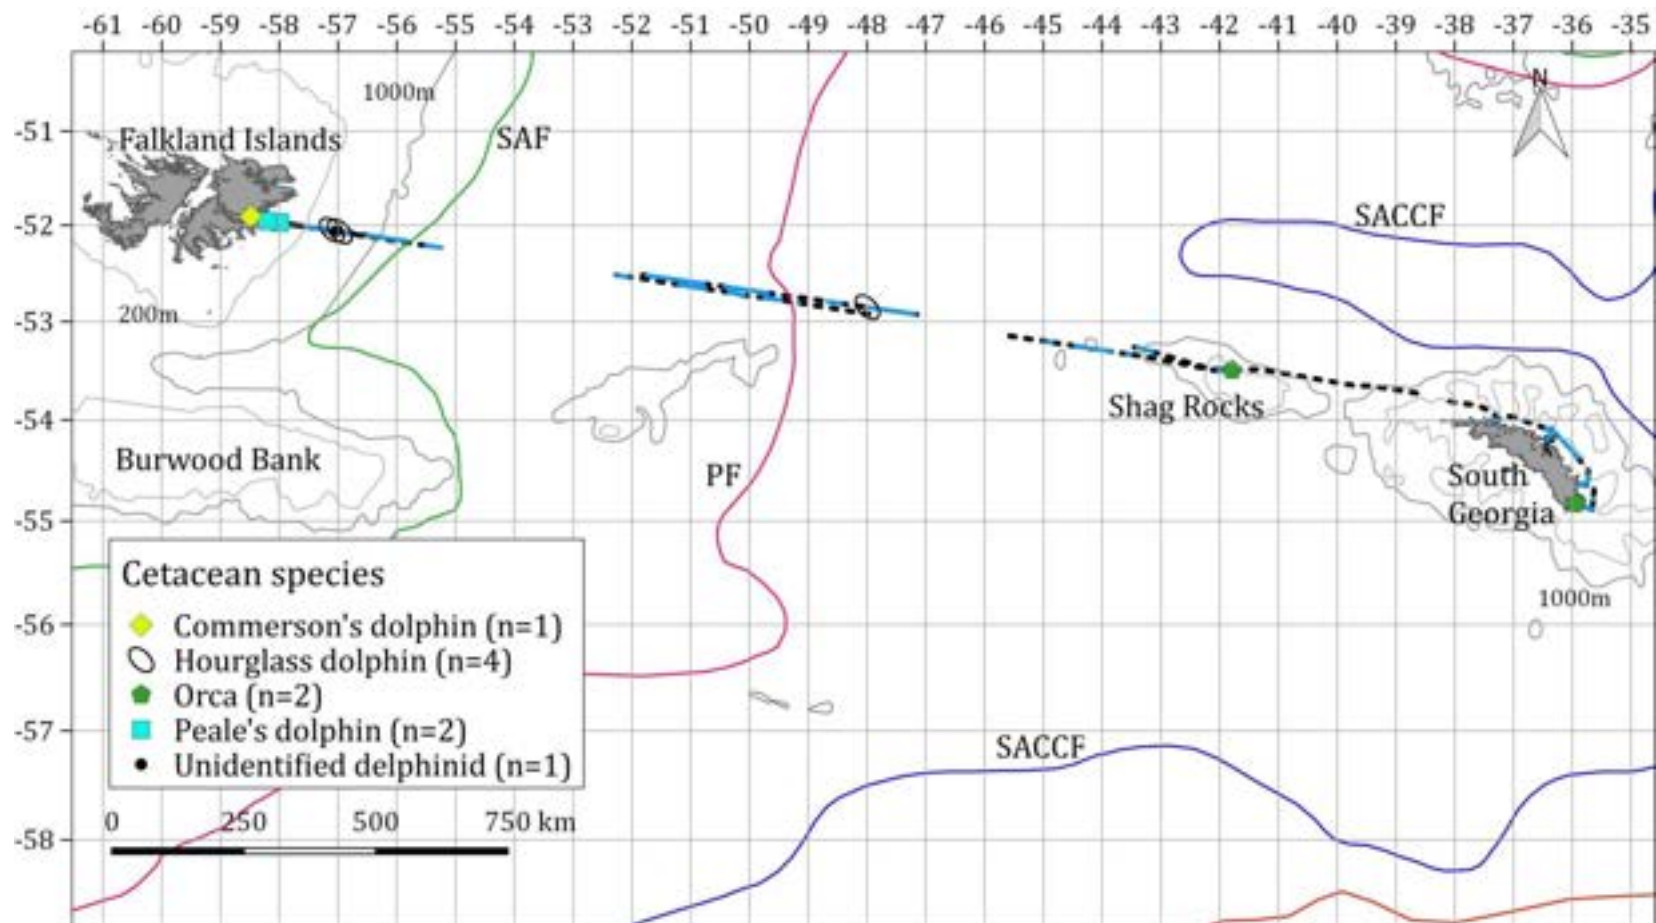 -61 -60 -59 -58 -57 -56 -55 -54 -53 -52 -51 -50 -49 -48 -47 -46 -45 -44 -43 -42 -41 -40 -39 -38 -37 -36 -35
N
1000m
-51
Falkland Islands
SAF
-52
SACCF
200m
-53
Shag Rocks
-54
Burwood Bank
PF
South
Georgia
-55
1000m
Cetacean species
-56
Commerson's dolphin (n=1)
Hourglass dolphin (n=4)
Orca (n=2)
-57
Peale's dolphin (n=2)
SACCF
Unidentified delphinid (n=1)
0 250 500 750 km
-58